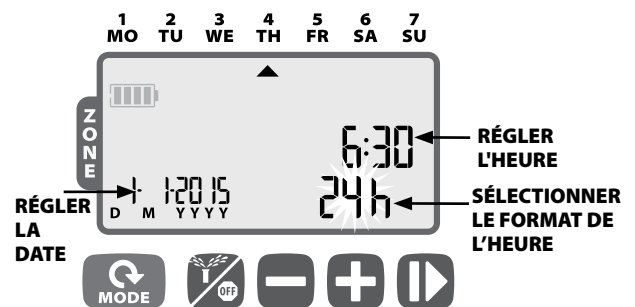 1 2 3 4 5 6 7
MO TU WE TH FR SA SU
ZONE
6:30
RÉGLER
L'HEURE
1- 1-2015
24h
D M Y Y Y Y
RÉGLER
LA
DATE
SÉLECTIONNER
LE FORMAT DE
L'HEURE
MODE
OFF